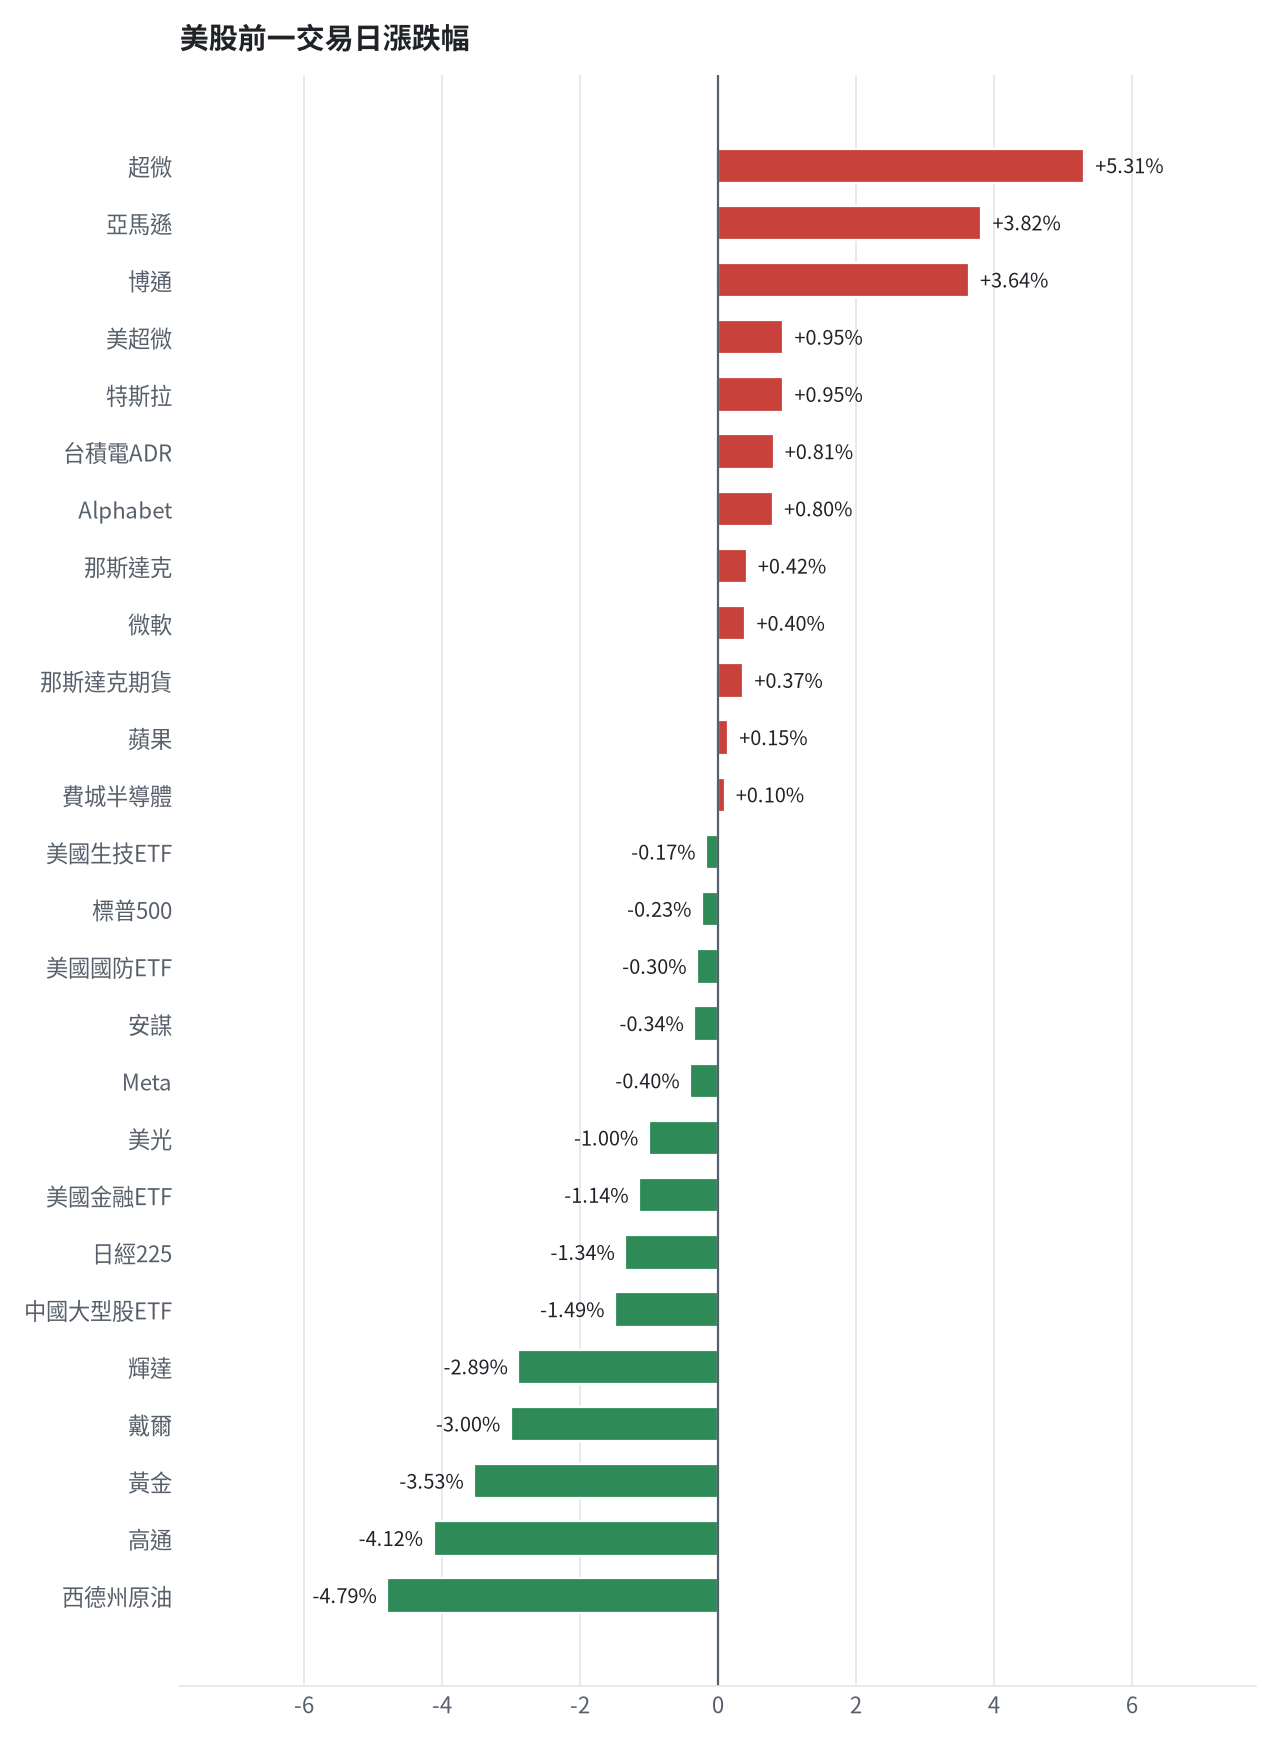 美股前一交易日漲跌幅
超微 +5.31%
亞馬遜 +3.82%
博通 +3.64%
美超微 +0.95%
特斯拉 +0.95%
台積電ADR +0.81%
Alphabet +0.80%
那斯達克 +0.42%
微軟 +0.40%
那斯達克期貨 +0.37%
蘋果 +0.15%
費城半導體 +0.10%
美國生技ETF -0.17%
標普500 -0.23%
美國國防ETF -0.30%
安謀 -0.34%
Meta -0.40%
美光 -1.00%
美國金融ETF -1.14%
日經225 -1.34%
中國大型股ETF -1.49%
輝達 -2.89%
戴爾 -3.00%
黃金 -3.53%
高通 -4.12%
西德州原油 -4.79%
-6 -4 -2 0 2 4 6